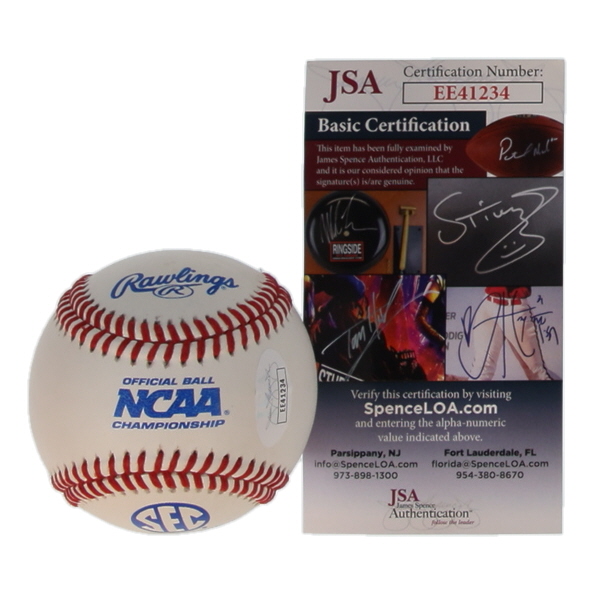 Rawlings
R
OFFICIAL BALL
NCAA
CHAMPIONSHIP
SEC
EE41234
JSA
Certification Number:
EE41234
Basic Certification
This item has been fully examined by
James Spence Authentication, LLC
and it is our considered opinion that the
signature(s) is/are genuine.
RINGSIDE
Verify this certification by visiting
SpenceLOA.com
and entering the alpha-numeric
value indicated above.
Parsippany, NJ
info@SpenceLOA.com
973-898-1300
Fort Lauderdale, FL
florida@SpenceLOA.com
954-380-8670
JSA
James Spence
Authentication
follow the leader